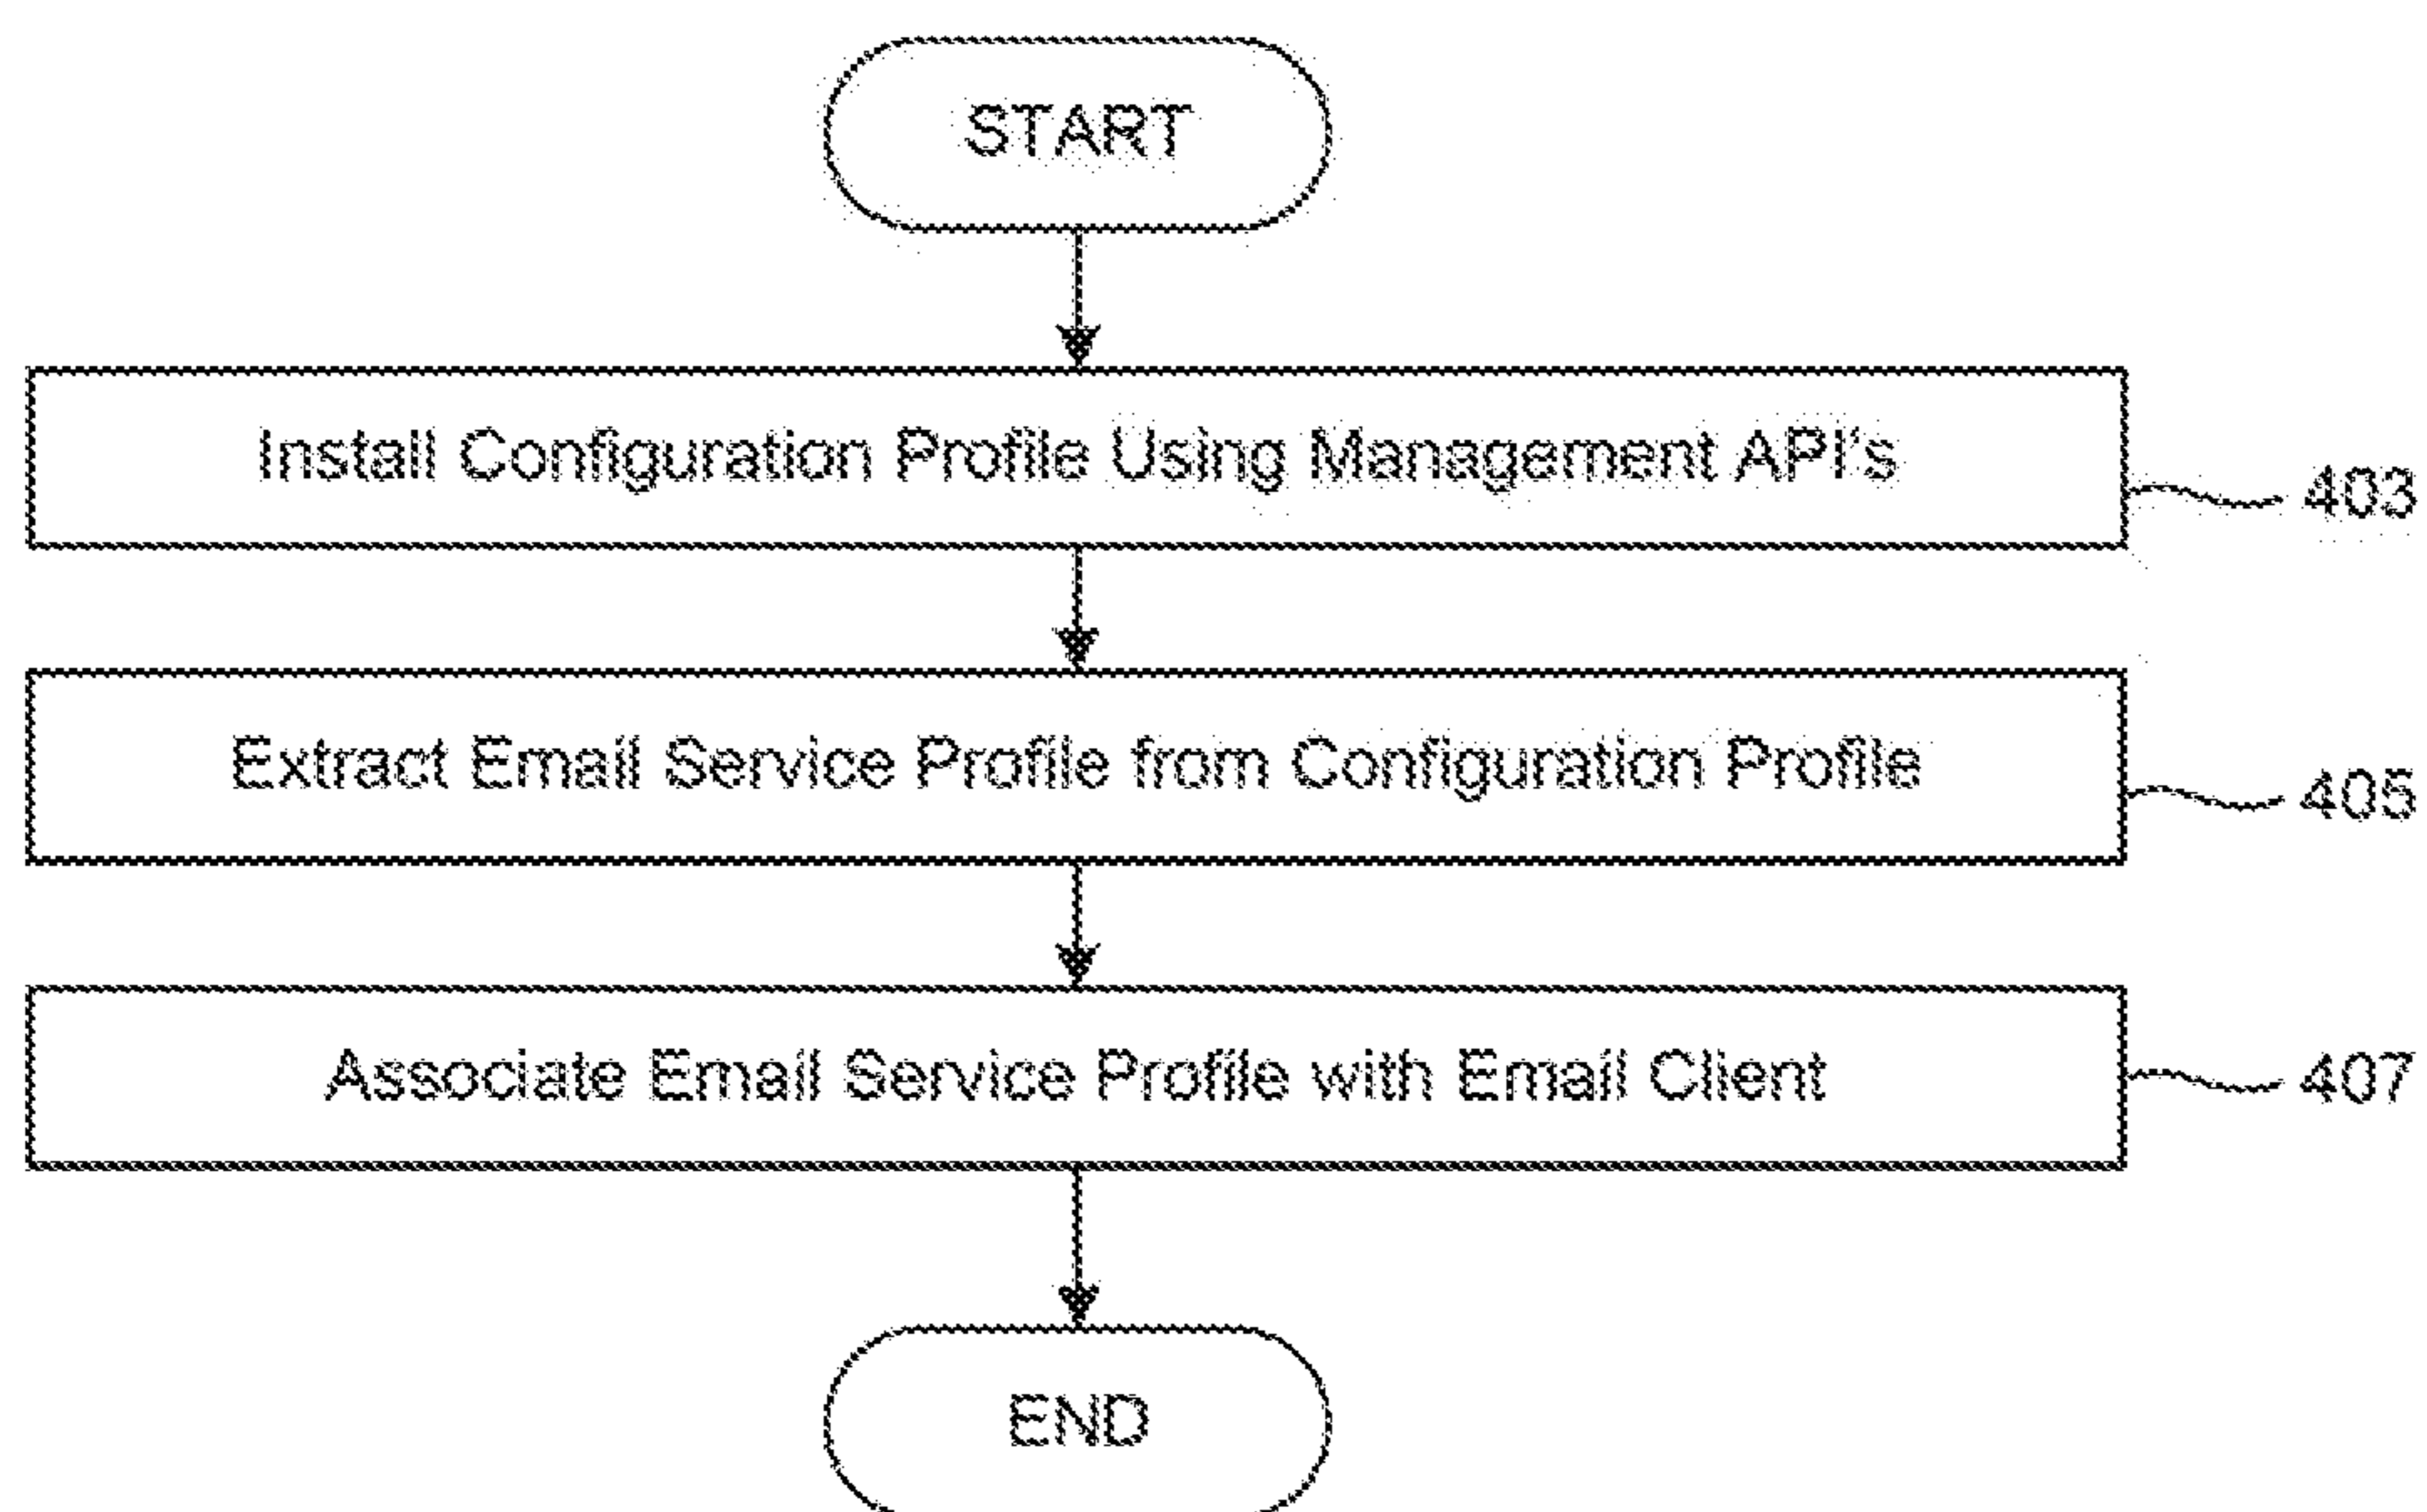 START
Install Configuration Profile Using Management API's
403
Extract Email Service Profile from Configuration Profile
405
Associate Email Service Profile with Email Client
407
END